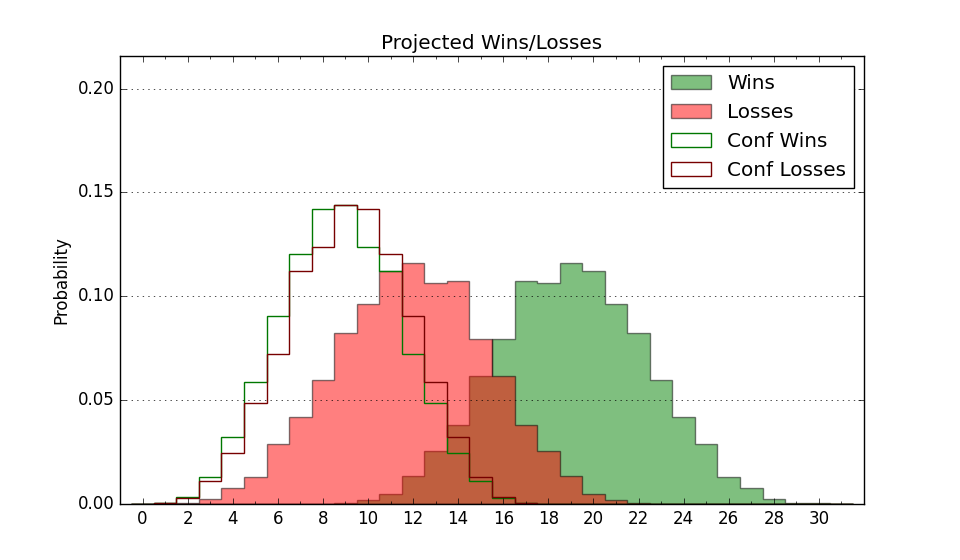 Projected Wins/Losses
Wins
Losses
Conf Wins
Conf Losses
Probability
0.20
0.15
0.10
0.05
0.00
0 2 4 6 8 10 12 14 16 18 20 22 24 26 28 30